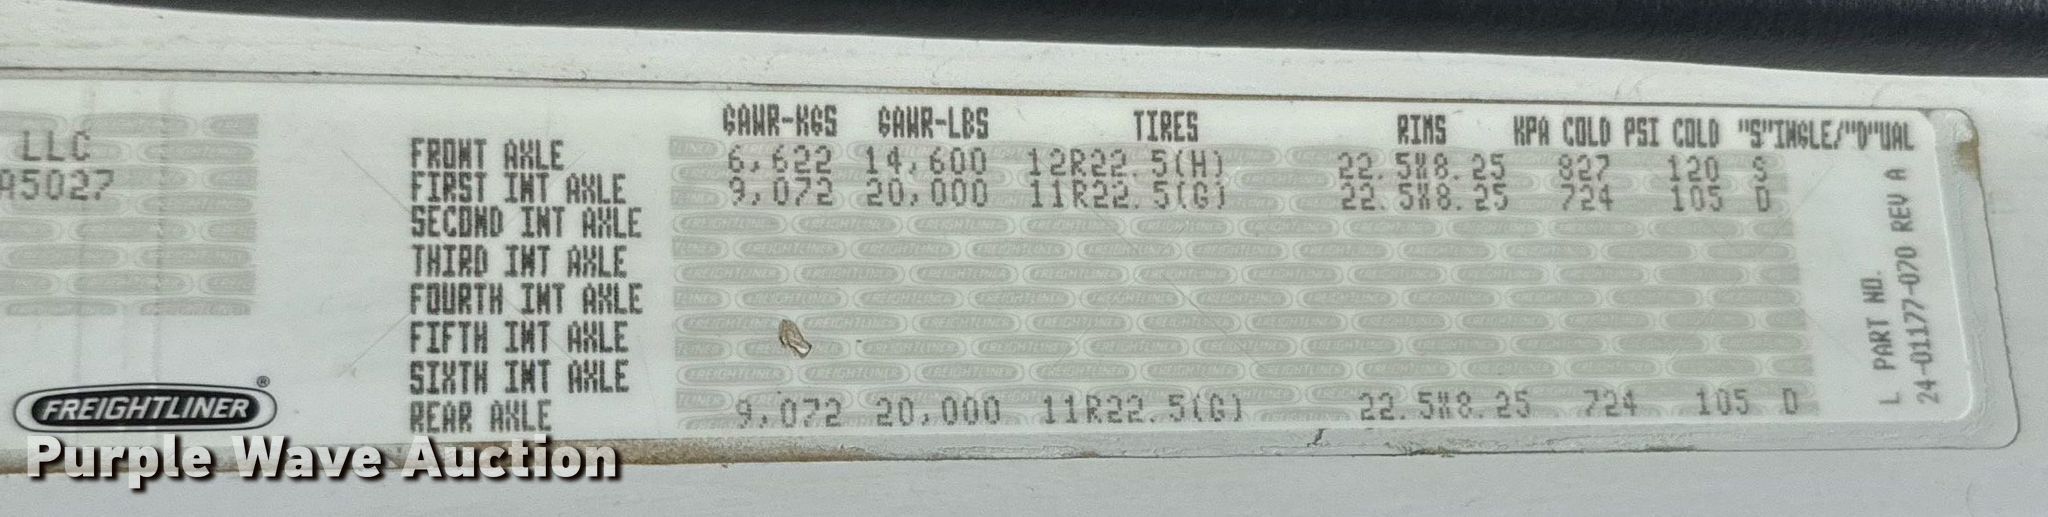 LLC
A5027
GAWR-KGS GAWR-LBS TIRES RIMS KPA COLD PSI COLD "S"INGLE/"D"UAL
FRONT AXLE 6,622 14,600 12R22.5(H) 22.5X8.25 827 120 S
FIRST INT AXLE 9,072 20,000 11R22.5(G) 22.5X8.25 724 105 D
SECOND INT AXLE
THIRD INT AXLE
FOURTH INT AXLE
FIFTH INT AXLE
SIXTH INT AXLE
REAR AXLE 9,072 20,000 11R22.5(G) 22.5X8.25 724 105 D
L PART NO.
24-01177-070 REV A
FREIGHTLINER®
Purple Wave Auction